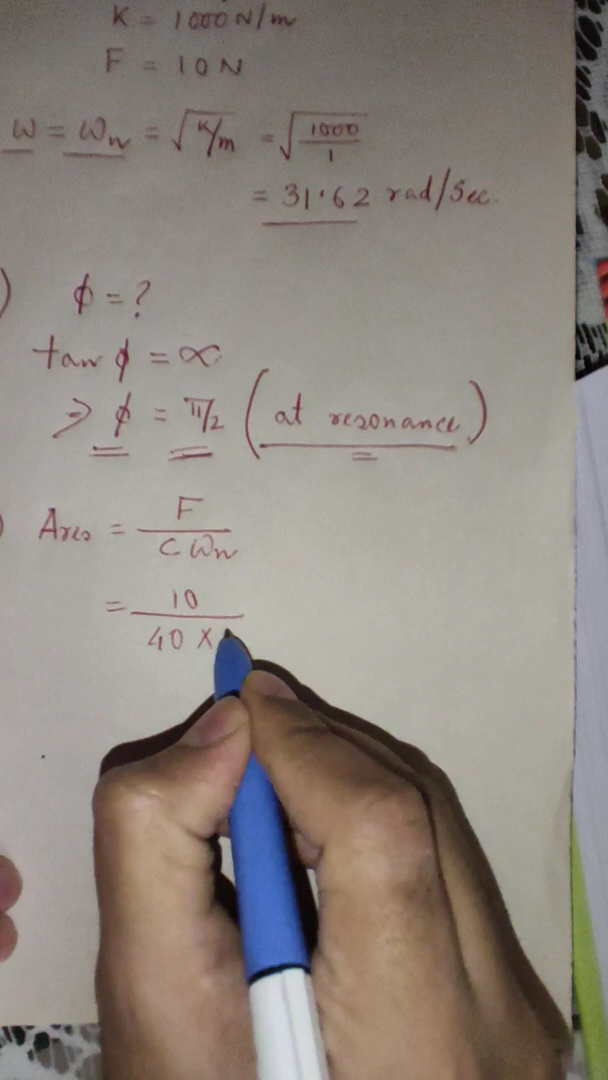 K = 1000 N/m
F = 10 N
ω = ωn = √K/m = √1000/1
= 31.62 rad/Sec.
) ϕ = ?
tan ϕ = ∞
=> ϕ = π/2 (at resonance)
) Ares = F / C ωn
= 10 / 40 ×